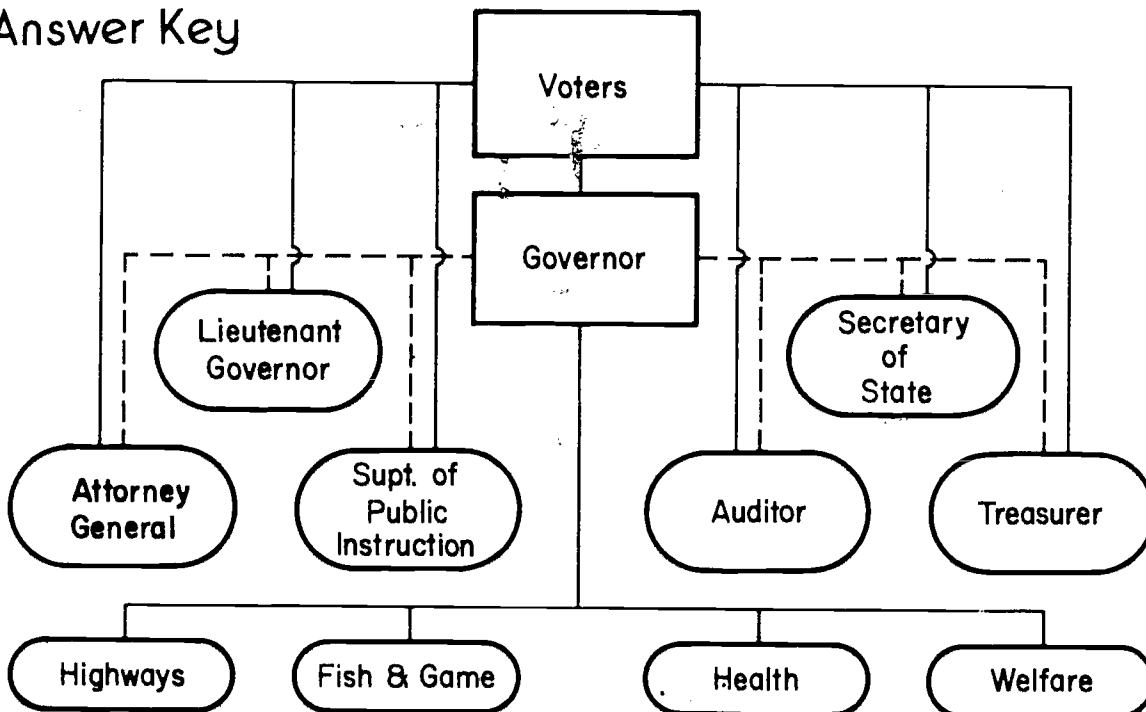 Answer Key
Voters
Governor
Lieutenant
Governor
Secretary
of
State
Attorney
General
Supt. of
Public
Instruction
Auditor
Treasurer
Highways
Fish & Game
Health
Welfare